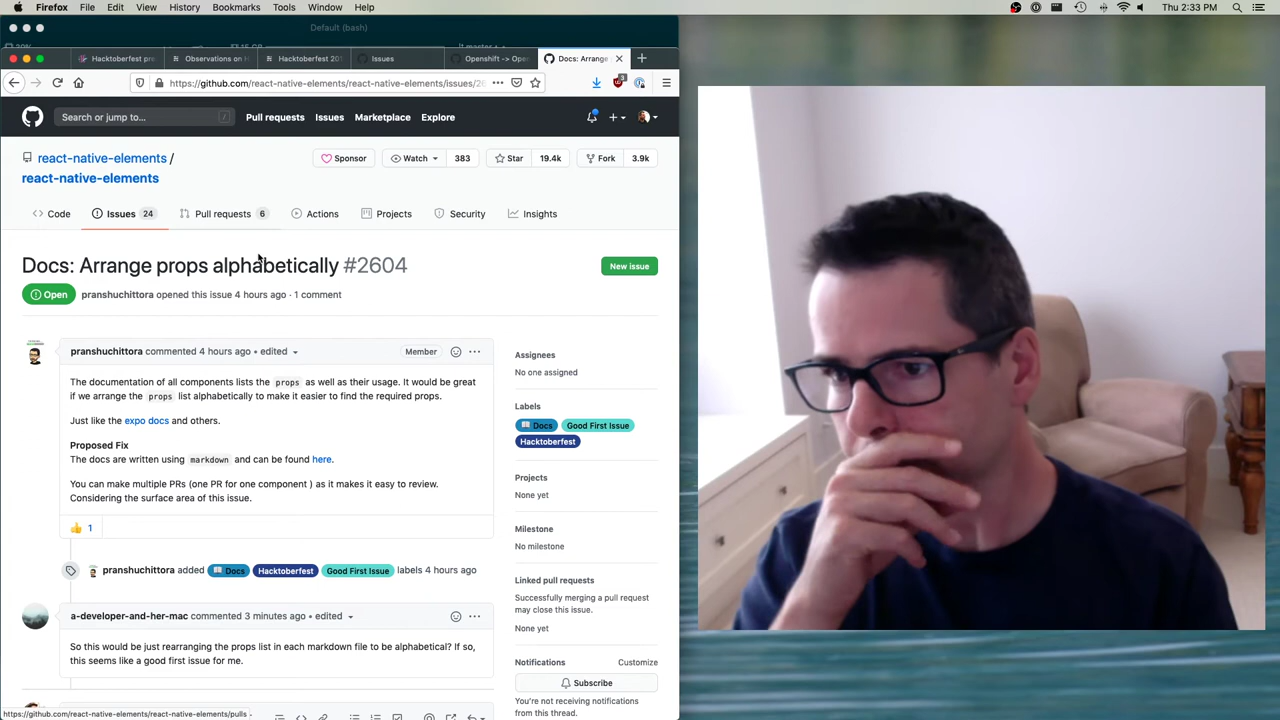 Firefox File Edit View History Bookmarks Tools Window Help
Thu 2:33 PM
Default (bash)
Hacktoberfest pre
Observations on H
Hacktoberfest 201
Issues
Openshift -> Open
Docs: Arrange
https://github.com/react-native-elements/react-native-elements/issues/26
Search or jump to...
/
Pull requests Issues Marketplace Explore
react-native-elements /
react-native-elements
Sponsor
Watch 383
Star 19.4k
Fork 3.9k
Code
Issues 24
Pull requests 6
Actions
Projects
Security
Insights
Docs: Arrange props alphabetically #2604
New issue
Open
pranshuchittora opened this issue 4 hours ago · 1 comment
pranshuchittora commented 4 hours ago • edited
Member
The documentation of all components lists the props as well as their usage. It would be great
if we arrange the props list alphabetically to make it easier to find the required props.
Just like the expo docs and others.
Proposed Fix
The docs are written using markdown and can be found here.
You can make multiple PRs (one PR for one component ) as it makes it easy to review.
Considering the surface area of this issue.
1
pranshuchittora added Docs Hacktoberfest Good First Issue labels 4 hours ago
a-developer-and-her-mac commented 3 minutes ago • edited
So this would be just rearranging the props list in each markdown file to be alphabetical? If so,
this seems like a good first issue for me.
Assignees
No one assigned
Labels
Docs Good First Issue
Hacktoberfest
Projects
None yet
Milestone
No milestone
Linked pull requests
Successfully merging a pull request
may close this issue.
None yet
Notifications
Customize
Subscribe
You're not receiving notifications
from this thread.
https://github.com/react-native-elements/react-native-elements/pulls